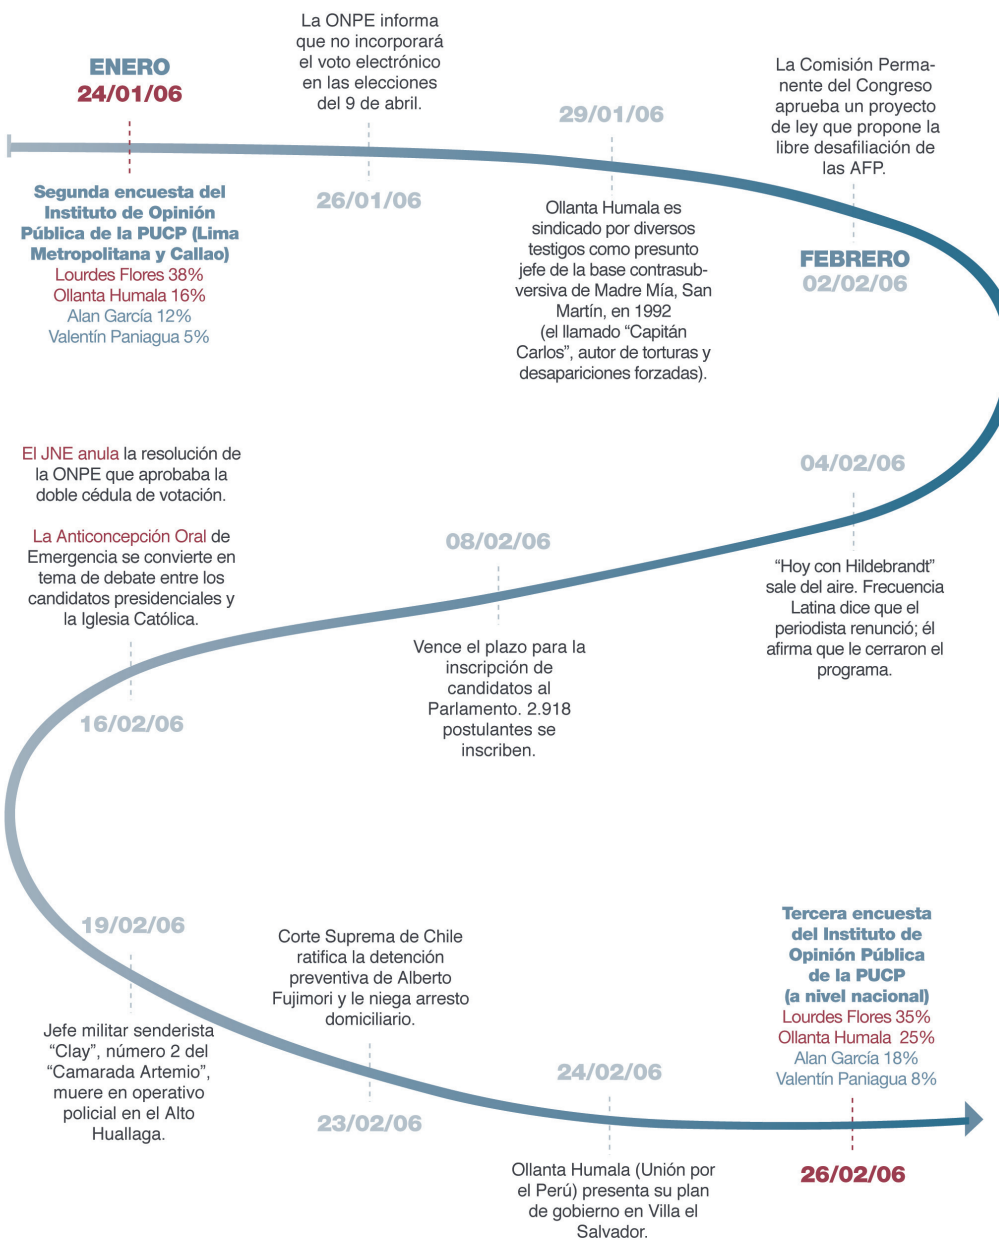 ENERO
24/01/06
Segunda encuesta del
Instituto de Opinión
Pública de la PUCP (Lima
Metropolitana y Callao)
Lourdes Flores 38%
Ollanta Humala 16%
Alan García 12%
Valentín Paniagua 5%
La ONPE informa
que no incorporará
el voto electrónico
en las elecciones
del 9 de abril.
26/01/06
29/01/06
Ollanta Humala es
sindicado por diversos
testigos como presunto
jefe de la base contrasub-
versiva de Madre Mía, San
Martín, en 1992
(el llamado “Capitán
Carlos”, autor de torturas y
desapariciones forzadas).
La Comisión Perma-
nente del Congreso
aprueba un proyecto
de ley que propone la
libre desafiliación de
las AFP.
FEBRERO
02/02/06
04/02/06
“Hoy con Hildebrandt”
sale del aire. Frecuencia
Latina dice que el
periodista renunció; él
afirma que le cerraron el
programa.
08/02/06
Vence el plazo para la
inscripción de
candidatos al
Parlamento. 2.918
postulantes se
inscriben.
El JNE anula la resolución de
la ONPE que aprobaba la
doble cédula de votación.
La Anticoncepción Oral de
Emergencia se convierte en
tema de debate entre los
candidatos presidenciales y
la Iglesia Católica.
16/02/06
19/02/06
Jefe militar senderista
“Clay”, número 2 del
“Camarada Artemio”,
muere en operativo
policial en el Alto
Huallaga.
Corte Suprema de Chile
ratifica la detención
preventiva de Alberto
Fujimori y le niega arresto
domiciliario.
23/02/06
24/02/06
Ollanta Humala (Unión por
el Perú) presenta su plan
de gobierno en Villa el
Salvador.
Tercera encuesta
del Instituto de
Opinión Pública
de la PUCP
(a nivel nacional)
Lourdes Flores 35%
Ollanta Humala 25%
Alan García 18%
Valentín Paniagua 8%
26/02/06